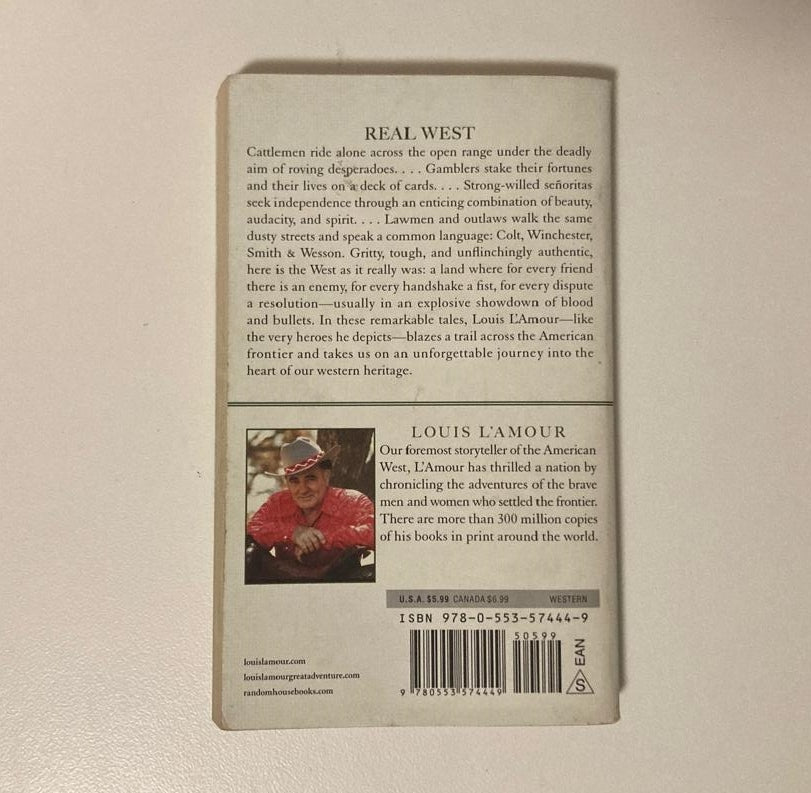 REAL WEST
Cattlemen ride alone across the open range under the deadly
aim of roving desperadoes. . . . Gamblers stake their fortunes
and their lives on a deck of cards. . . . Strong-willed señoritas
seek independence through an enticing combination of beauty,
audacity, and spirit. . . . Lawmen and outlaws walk the same
dusty streets and speak a common language: Colt, Winchester,
Smith & Wesson. Gritty, tough, and unflinchingly authentic,
here is the West as it really was: a land where for every friend
there is an enemy, for every handshake a fist, for every dispute
a resolution—usually in an explosive showdown of blood
and bullets. In these remarkable tales, Louis L'Amour—like
the very heroes he depicts—blazes a trail across the American
frontier and takes us on an unforgettable journey into the
heart of our western heritage.
LOUIS L'AMOUR
Our foremost storyteller of the American
West, L'Amour has thrilled a nation by
chronicling the adventures of the brave
men and women who settled the frontier.
There are more than 300 million copies
of his books in print around the world.
U.S.A. $5.99 CANADA $6.99 WESTERN
ISBN 978-0-553-57444-9
50599
EAN
S
9 780553 574449
louislamour.com
louislamourgreatadventure.com
randomhousebooks.com